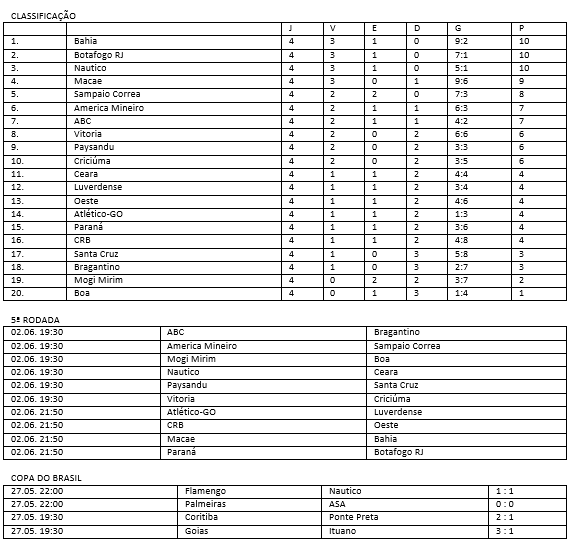 CLASSIFICAÇÃO
J V E D G P
1. Bahia 4 3 1 0 9:2 10
2. Botafogo RJ 4 3 1 0 7:1 10
3. Nautico 4 3 1 0 5:1 10
4. Macae 4 3 0 1 9:6 9
5. Sampaio Correa 4 2 2 0 7:3 8
6. America Mineiro 4 2 1 1 6:3 7
7. ABC 4 2 1 1 4:2 7
8. Vitoria 4 2 0 2 6:6 6
9. Paysandu 4 2 0 2 3:3 6
10. Criciúma 4 2 0 2 3:5 6
11. Ceara 4 1 1 2 4:4 4
12. Luverdense 4 1 1 2 3:4 4
13. Oeste 4 1 1 2 4:6 4
14. Atlético-GO 4 1 1 2 1:3 4
15. Paraná 4 1 1 2 3:6 4
16. CRB 4 1 1 2 4:8 4
17. Santa Cruz 4 1 0 3 5:8 3
18. Bragantino 4 1 0 3 2:7 3
19. Mogi Mirim 4 0 2 2 3:7 2
20. Boa 4 0 1 3 1:4 1
5ª RODADA
02.06. 19:30 ABC Bragantino
02.06. 19:30 America Mineiro Sampaio Correa
02.06. 19:30 Mogi Mirim Boa
02.06. 19:30 Nautico Ceara
02.06. 19:30 Paysandu Santa Cruz
02.06. 19:30 Vitoria Criciúma
02.06. 21:50 Atlético-GO Luverdense
02.06. 21:50 CRB Oeste
02.06. 21:50 Macae Bahia
02.06. 21:50 Paraná Botafogo RJ
COPA DO BRASIL
27.05. 22:00 Flamengo Nautico 1 : 1
27.05. 22:00 Palmeiras ASA 0 : 0
27.05. 19:30 Coritiba Ponte Preta 2 : 1
27.05. 19:30 Goias Ituano 3 : 1